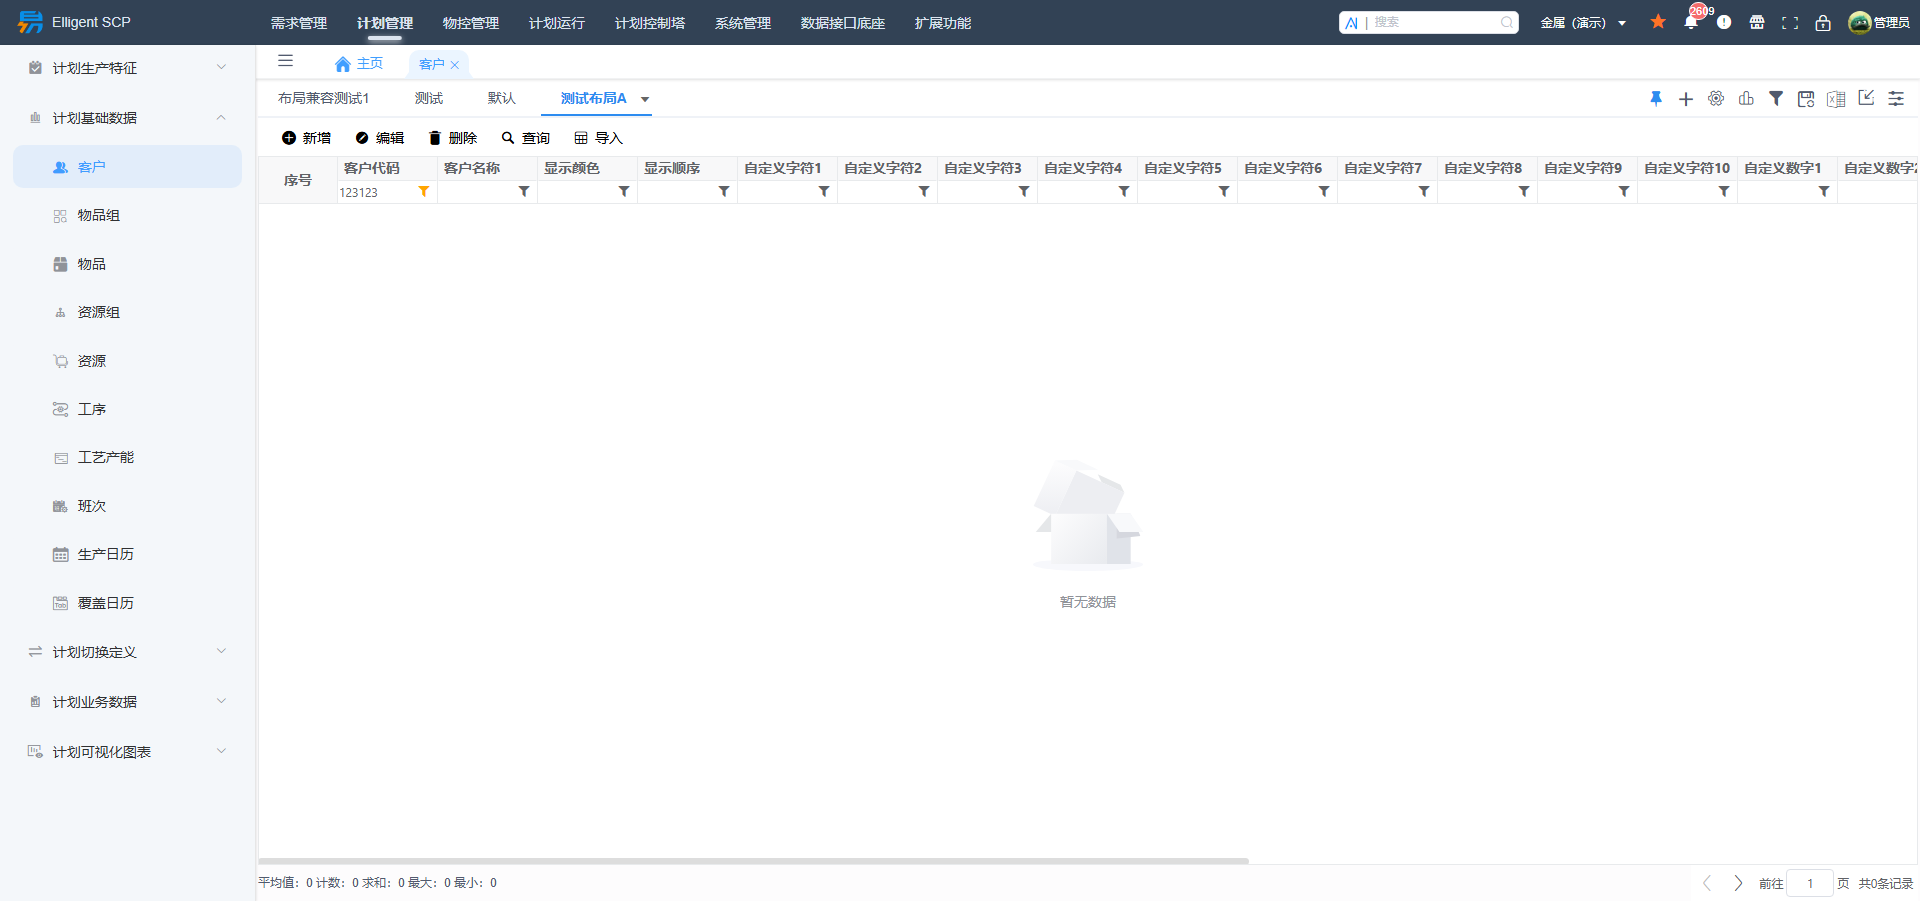 Elligent SCP
需求管理 计划管理 物控管理 计划运行 计划控制塔 系统管理 数据接口底座 扩展功能
AI | 搜索
金属（演示）
2609
管理员
计划生产特征
计划基础数据
客户
物品组
物品
资源组
资源
工序
工艺产能
班次
生产日历
覆盖日历
计划切换定义
计划业务数据
计划可视化图表
主页 客户
布局兼容测试1 测试 默认 测试布局A
新增 编辑 删除 查询 导入
序号 客户代码 客户名称 显示颜色 显示顺序 自定义字符1 自定义字符2 自定义字符3 自定义字符4 自定义字符5 自定义字符6 自定义字符7 自定义字符8 自定义字符9 自定义字符10 自定义数字1 自定义数字2
123123
暂无数据
平均值：0 计数：0 求和：0 最大：0 最小：0
前往 1 页 共0条记录